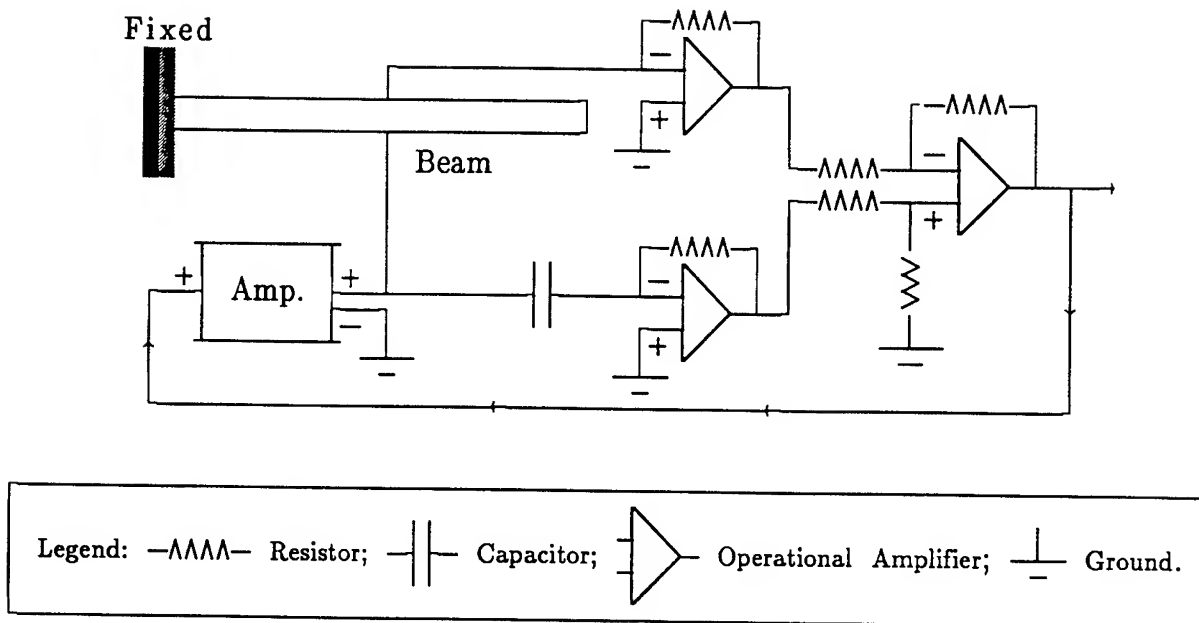 Fixed
Beam
Amp.
+
+
−
−
+
−
+
−
+
Legend: Resistor; Capacitor; Operational Amplifier; Ground.